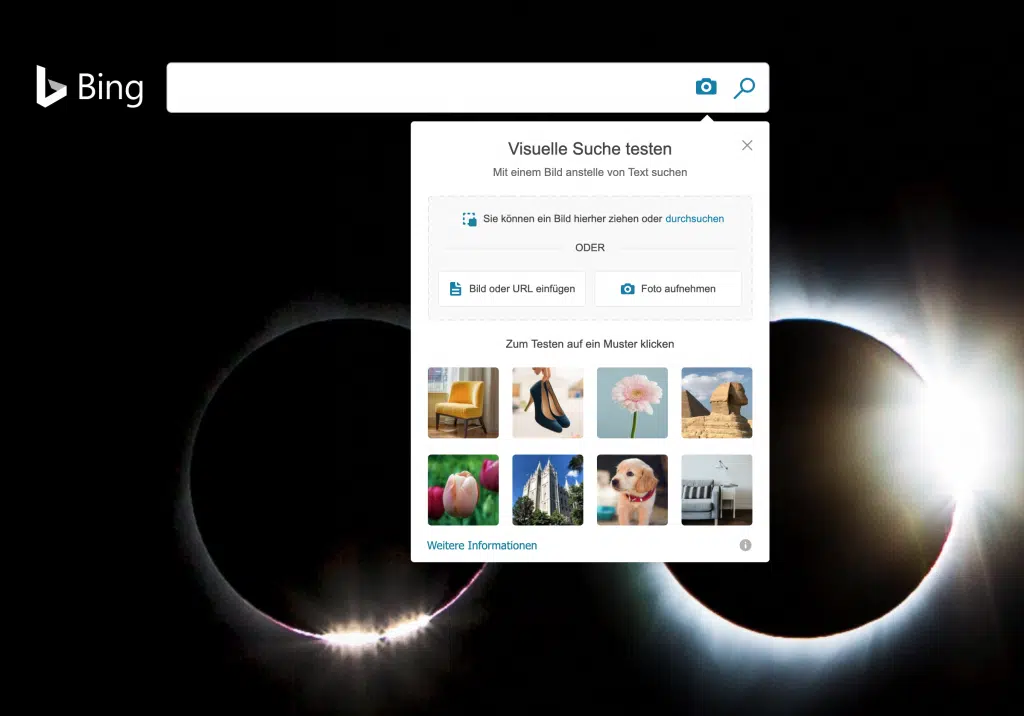 Bing
Visuelle Suche testen
Mit einem Bild anstelle von Text suchen
Sie können ein Bild hierher ziehen oder durchsuchen
ODER
Bild oder URL einfügen
Foto aufnehmen
Zum Testen auf ein Muster klicken
Weitere Informationen